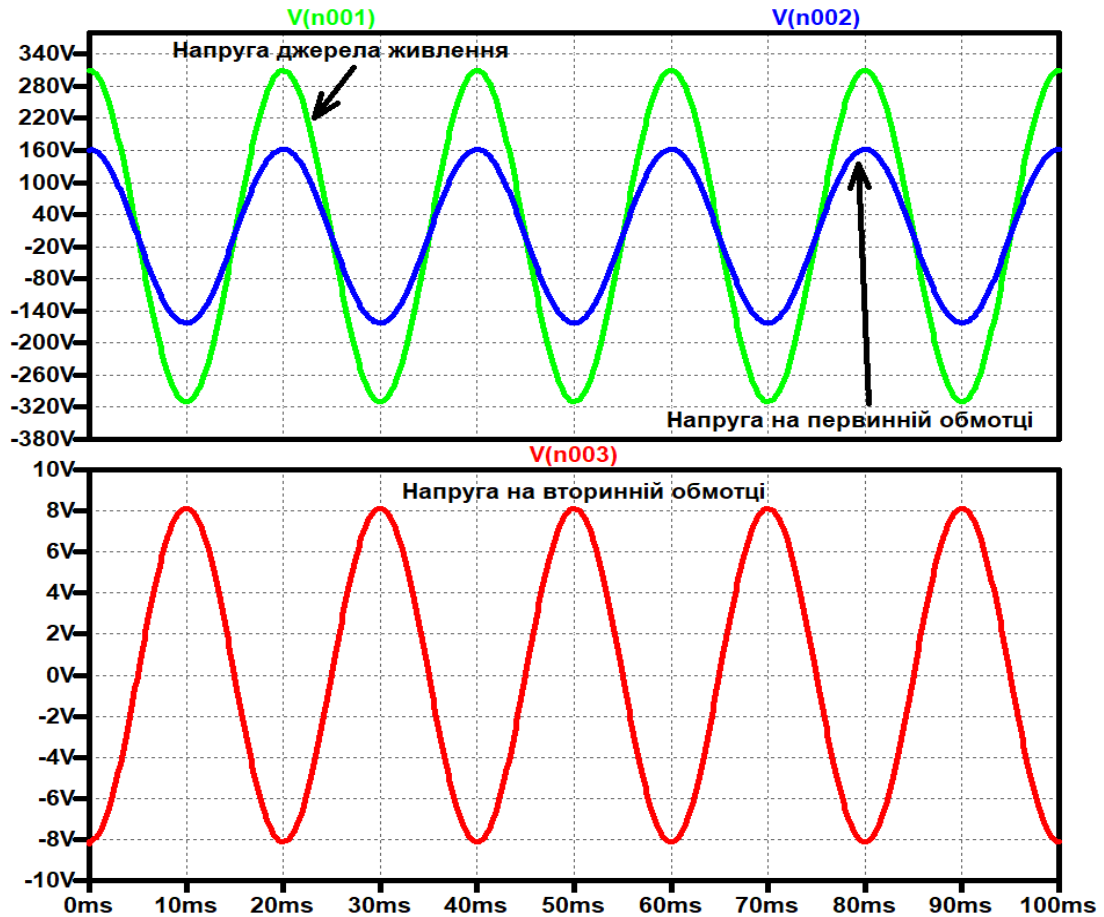 V(n001) V(n002)
Напруга джерела живлення
340V
280V
220V
160V
100V
40V
-20V
-80V
-140V
-200V
-260V
-320V
-380V
Напруга на первинній обмотці
V(n003)
Напруга на вторинній обмотці
10V
8V
6V
4V
2V
0V
-2V
-4V
-6V
-8V
-10V
0ms 10ms 20ms 30ms 40ms 50ms 60ms 70ms 80ms 90ms 100ms